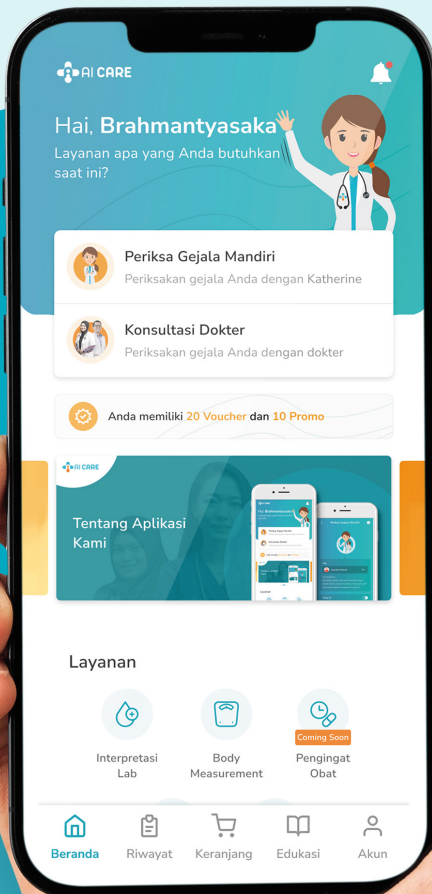 AI CARE
Hai, Brahmantyasaka
Layanan apa yang Anda butuhkan
saat ini?
Periksa Gejala Mandiri
Periksakan gejala Anda dengan Katherine
Konsultasi Dokter
Periksakan gejala Anda dengan dokter
Anda memiliki 20 Voucher dan 10 Promo
AI CARE
Tentang Aplikasi
Kami
Layanan
Interpretasi
Lab
Body
Measurement
Coming Soon
Pengingat
Obat
Beranda
Riwayat
Keranjang
Edukasi
Akun